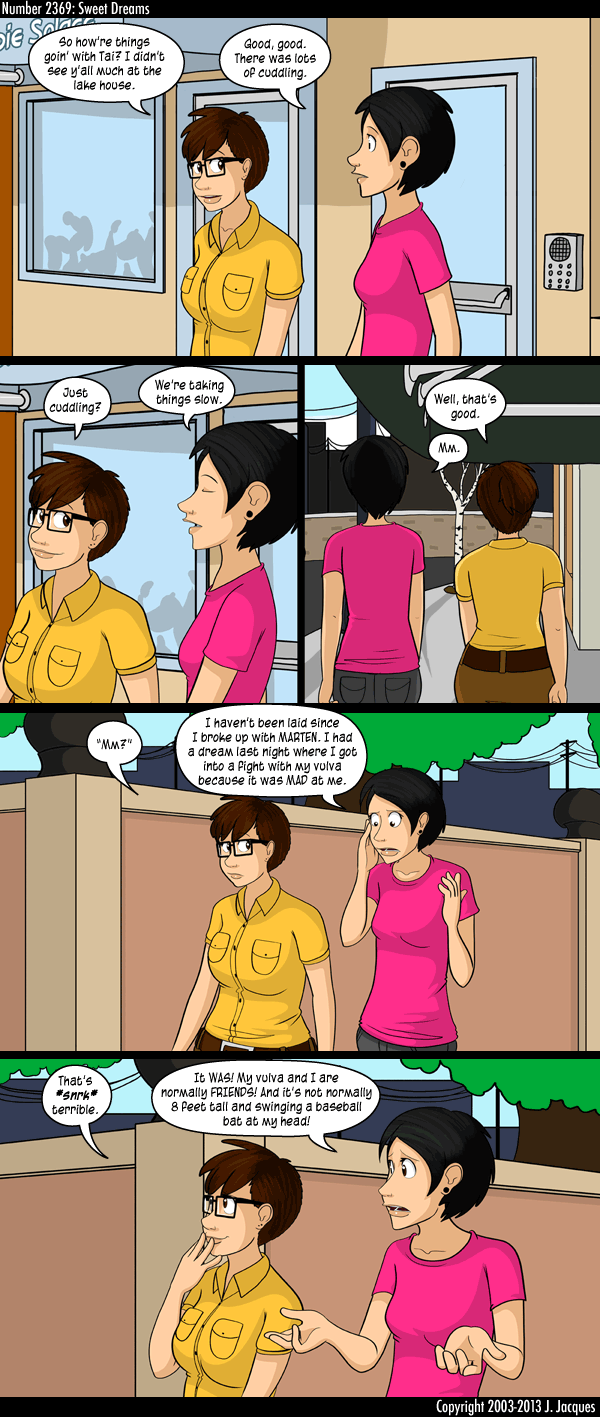 Number 2369: Sweet Dreams
So how're things
goin' with Tai? I didn't
see y'all much at the
lake house.
Good, good.
There was lots
of cuddling.
Just
cuddling?
We're taking
things slow.
Well, that's
good.
Mm.
"Mm?"
I haven't been laid since
I broke up with MARTEN. I had
a dream last night where I got
into a fight with my vulva
because it was MAD at me.
That's
*snrk*
terrible.
It WAS! My vulva and I are
normally FRIENDS! And it's not normally
8 feet tall and swinging a baseball
bat at my head!
Copyright 2003-2013 J. Jacques